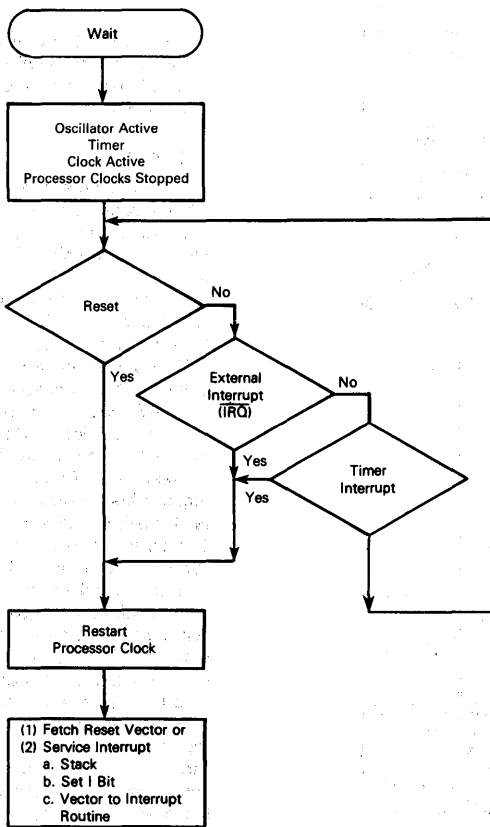 Wait
Oscillator Active
Timer
Clock Active
Processor Clocks Stopped
Reset
No
Yes
External
Interrupt
(I̅R̅Q̅)
No
Yes
Timer
Interrupt
Yes
Restart
Processor Clock
(1) Fetch Reset Vector or
(2) Service Interrupt
a. Stack
b. Set I Bit
c. Vector to Interrupt
Routine